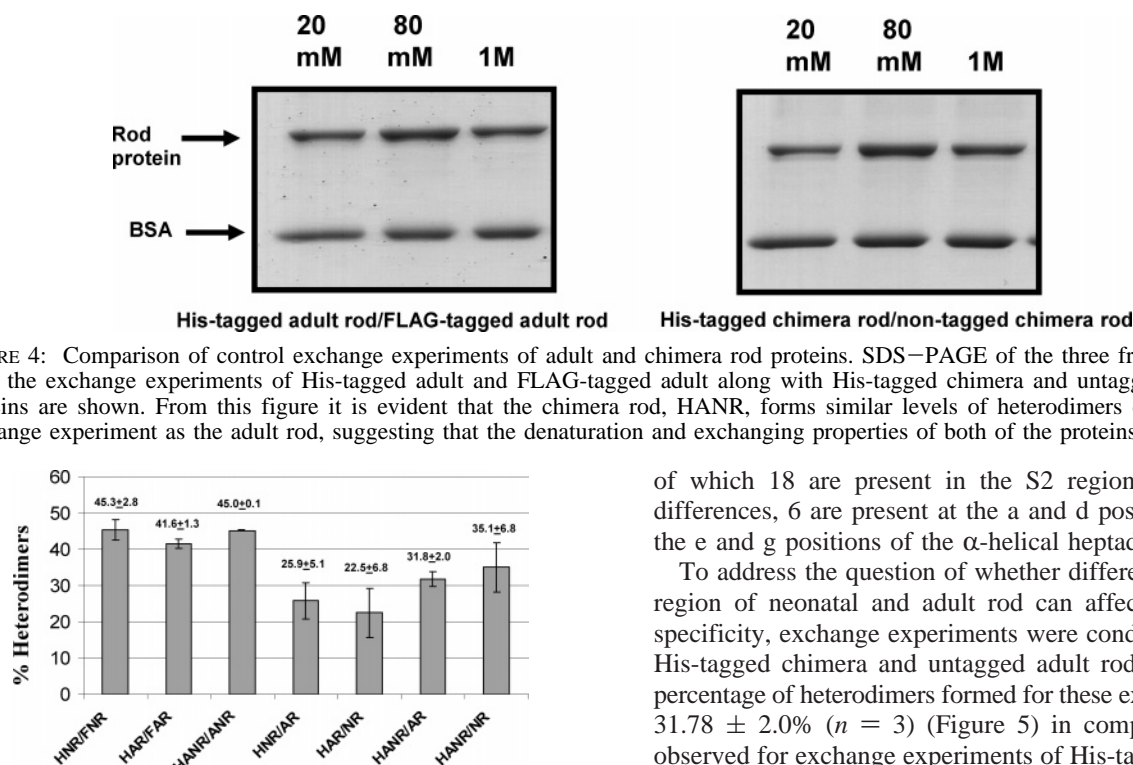 20 mM 80 mM 1M
20 mM 80 mM 1M
Rod protein
BSA
His-tagged adult rod/FLAG-tagged adult rod
His-tagged chimera rod/non-tagged chimera rod
4: Comparison of control exchange experiments of adult and chimera rod proteins. SDS−PAGE of the three
the exchange experiments of His-tagged adult and FLAG-tagged adult along with His-tagged chimera and
are shown. From this figure it is evident that the chimera rod, HANR, forms similar levels of heterodimers
experiment as the adult rod, suggesting that the denaturation and exchanging properties of both of the proteins
% Heterodimers
60
50
40
30
20
10
0
45.3±2.8
41.6±1.3
45.0±0.1
25.9±5.1
22.5±6.8
31.8±2.0
35.1±6.8
HNR/FNR
HAR/FAR
HANR/ANR
HNR/AR
HAR/NR
HANR/AR
HANR/NR
of which 18 are present in the S2 region
differences, 6 are present at the a and d
the e and g positions of the α-helical
To address the question of whether
region of neonatal and adult rod can
specificity, exchange experiments were
His-tagged chimera and untagged adult
percentage of heterodimers formed for these
31.78 ± 2.0% (n = 3) (Figure 5) in
observed for exchange experiments of